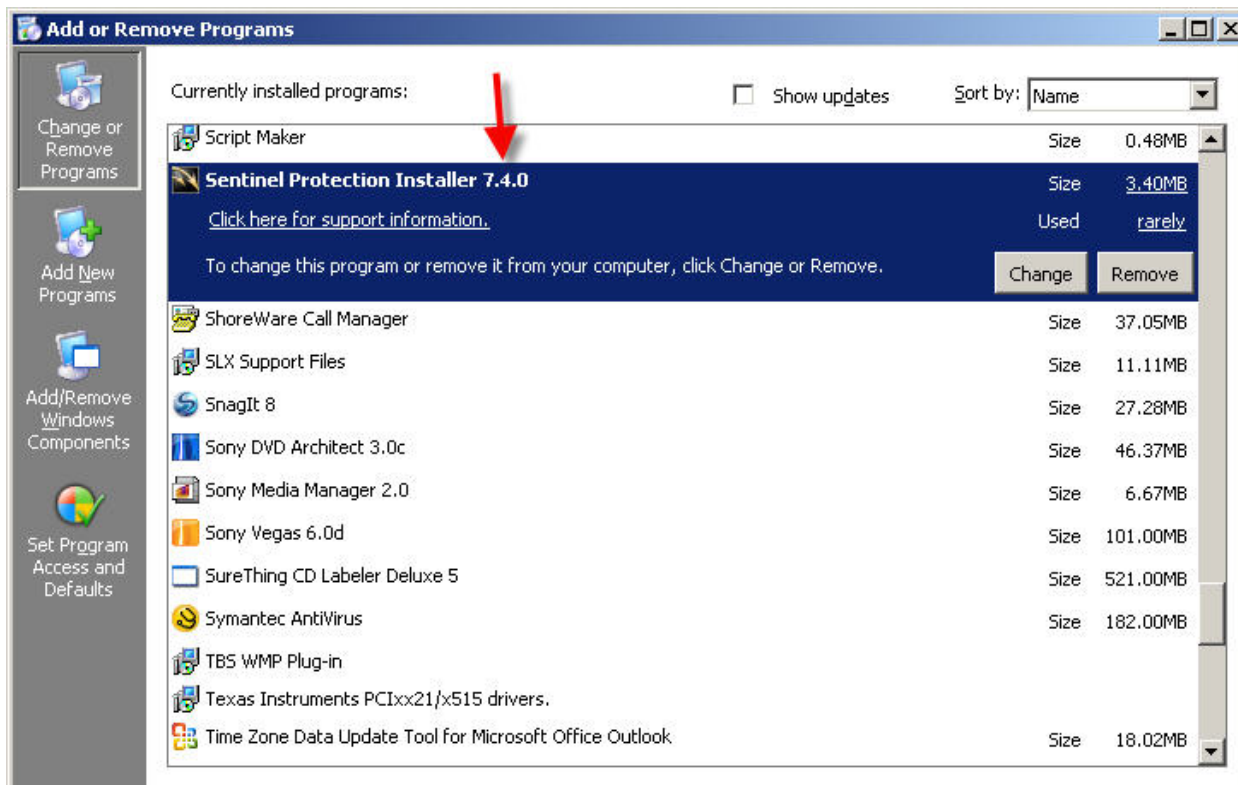 Add or Remove Programs
Change or
Remove
Programs
Add New
Programs
Add/Remove
Windows
Components
Set Program
Access and
Defaults
Currently installed programs:
Show updates
Sort by: Name
Script Maker Size 0.48MB
Sentinel Protection Installer 7.4.0 Size 3.40MB
Click here for support information. Used rarely
To change this program or remove it from your computer, click Change or Remove. Change Remove
ShoreWare Call Manager Size 37.05MB
SLX Support Files Size 11.11MB
SnagIt 8 Size 27.28MB
Sony DVD Architect 3.0c Size 46.37MB
Sony Media Manager 2.0 Size 6.67MB
Sony Vegas 6.0d Size 101.00MB
SureThing CD Labeler Deluxe 5 Size 521.00MB
Symantec AntiVirus Size 182.00MB
TBS WMP Plug-in
Texas Instruments PCIxx21/x515 drivers.
Time Zone Data Update Tool for Microsoft Office Outlook Size 18.02MB